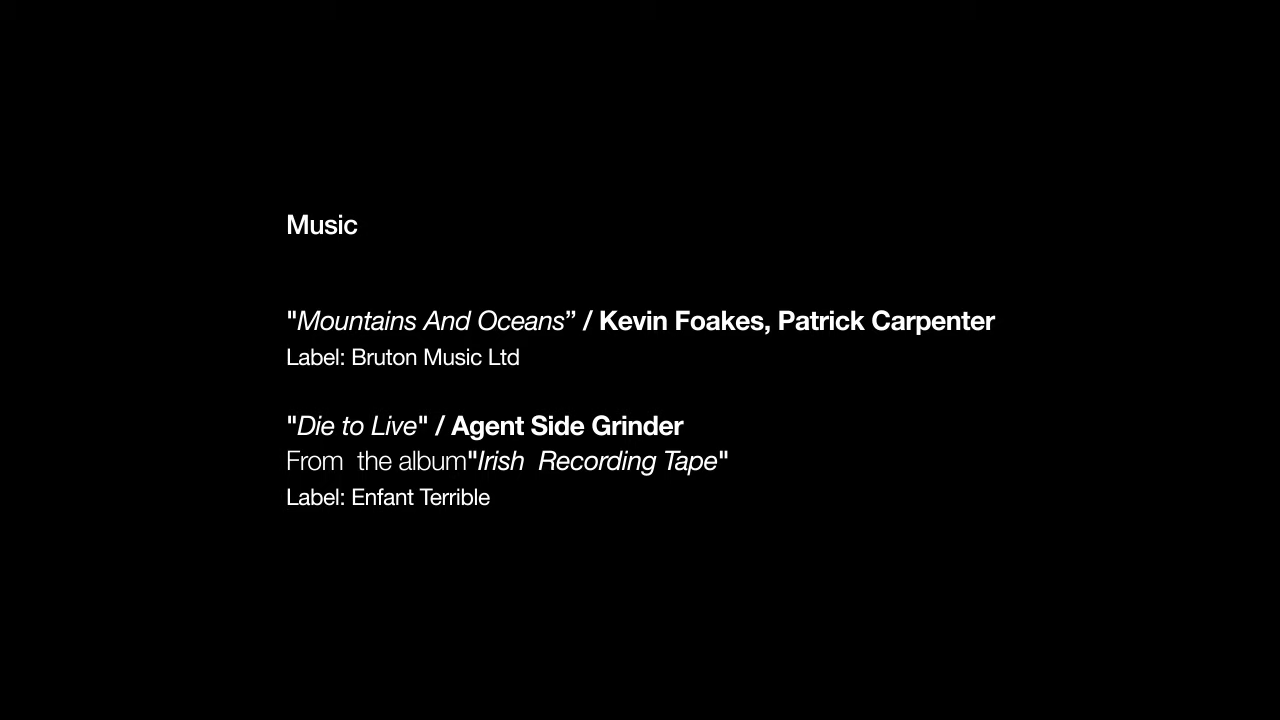 Music
"Mountains And Oceans” / Kevin Foakes, Patrick Carpenter
Label: Bruton Music Ltd
"Die to Live" / Agent Side Grinder
From  the album"Irish  Recording Tape"
Label: Enfant Terrible